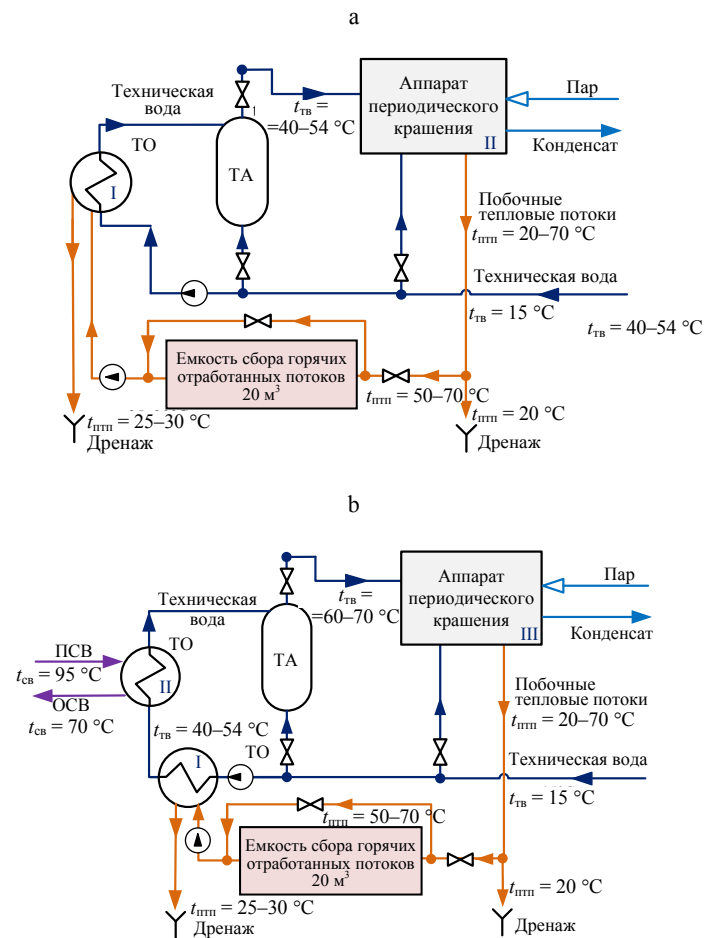 a
Техническая
вода
ТО
I
ТА
1
tтв =
=40–54 °C
Аппарат
периодического
крашения
II
Пар
Конденсат
Побочные
тепловые потоки
tптп = 20–70 °C
Техническая вода
tтв = 15 °C
tтв = 40–54 °C
Емкость сбора горячих
отработанных потоков
20 м³
tптп = 50–70 °C
tптп = 25–30 °C
Дренаж
tптп = 20 °C
Дренаж
b
Техническая
вода
ТО
II
ПСВ
tсв = 95 °C
ОСВ
tсв = 70 °C
ТА
tтв =
=60–70 °C
Аппарат
периодического
крашения
III
Пар
Конденсат
Побочные
тепловые потоки
tптп = 20–70 °C
tтв = 40–54 °C
I
ТО
Техническая вода
tтв = 15 °C
tптп = 50–70 °C
Емкость сбора горячих
отработанных потоков
20 м³
tптп = 25–30 °C
Дренаж
tптп = 20 °C
Дренаж